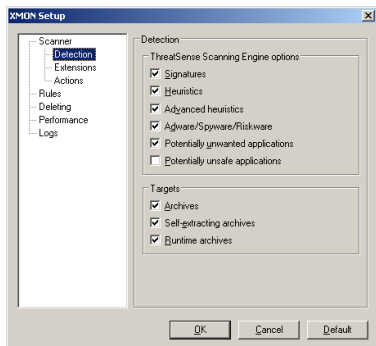 XMON Setup
Scanner
Detection
Extensions
Actions
Rules
Deleting
Performance
Logs
Detection
ThreatSense Scanning Engine options
Signatures
Heuristics
Advanced heuristics
Adware/Spyware/Riskware
Potentially unwanted applications
Potentially unsafe applications
Targets
Archives
Self-extracting archives
Runtime archives
OK
Cancel
Default